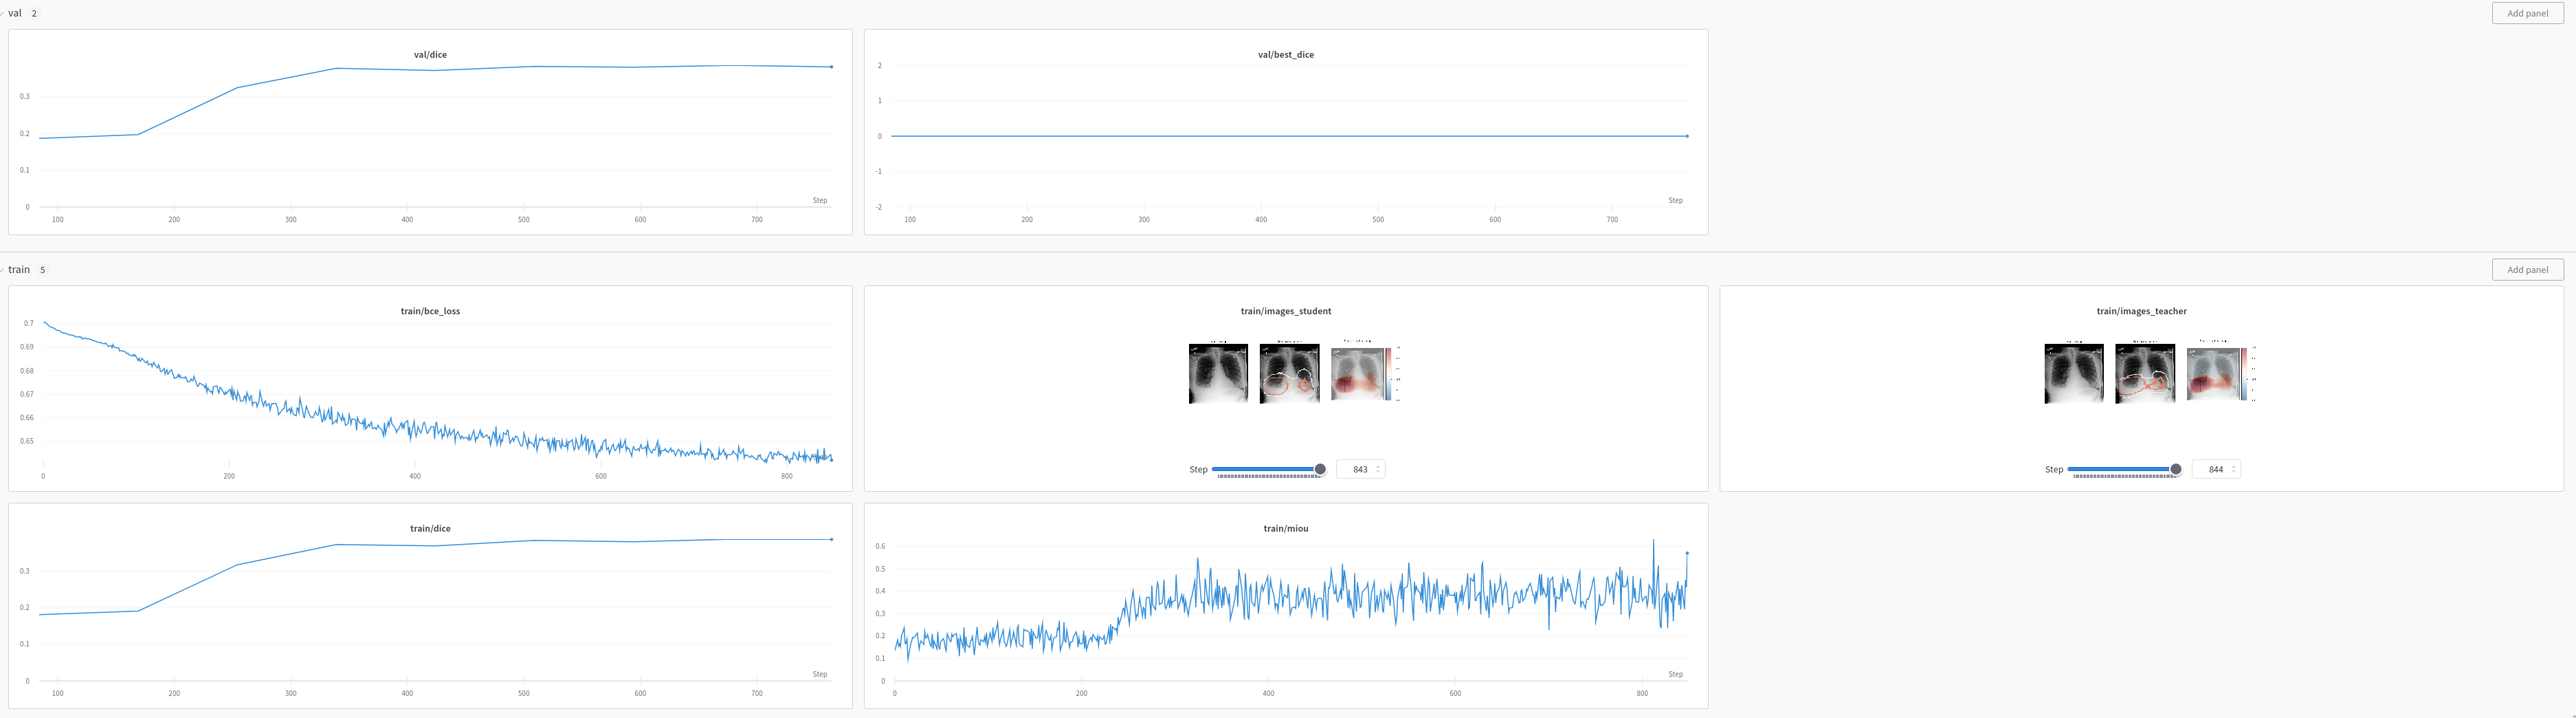 val 2
Add panel
val/dice
0.3
0.2
0.1
0
100 200 300 400 500 600 700
Step
val/best_dice
2
1
0
-1
-2
100 200 300 400 500 600 700
Step
train 5
Add panel
train/bce_loss
0.7
0.69
0.68
0.67
0.66
0.65
0 200 400 600 800
train/images_student
Step 843
train/images_teacher
Step 844
train/dice
0.3
0.2
0.1
0
100 200 300 400 500 600 700
Step
train/miou
0.6
0.5
0.4
0.3
0.2
0.1
0
0 200 400 600 800
Step